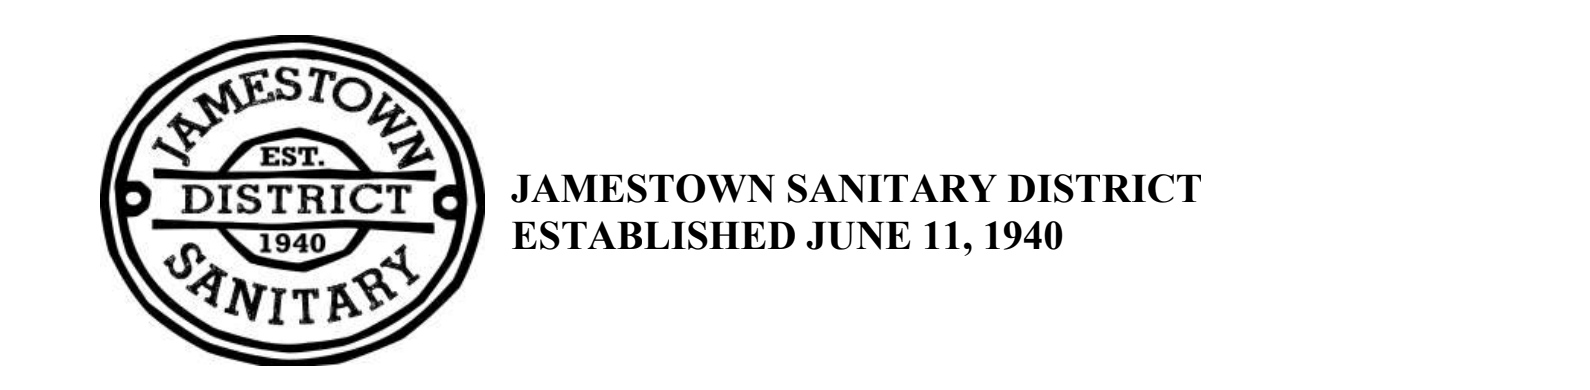 JAMESTOWN
EST.
DISTRICT
1940
SANITARY
JAMESTOWN SANITARY DISTRICT
ESTABLISHED JUNE 11, 1940